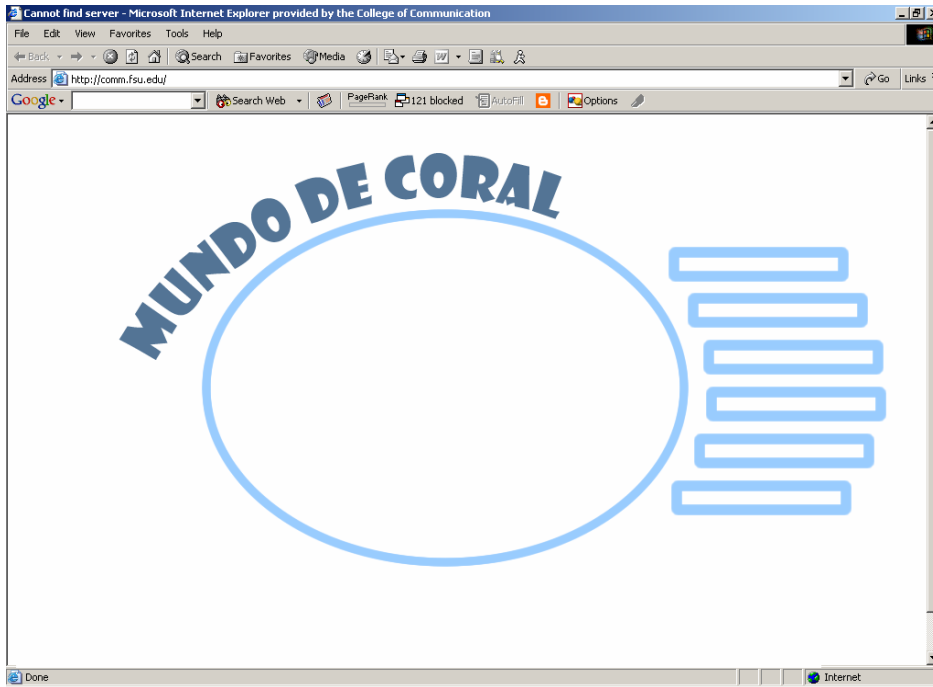 Cannot find server - Microsoft Internet Explorer provided by the College of Communication
File Edit View Favorites Tools Help
Back Search Favorites Media
Address http://comm.fsu.edu/ Go Links
Google Search Web PageRank 121 blocked AutoFill Options
MUNDO DE CORAL
Done Internet